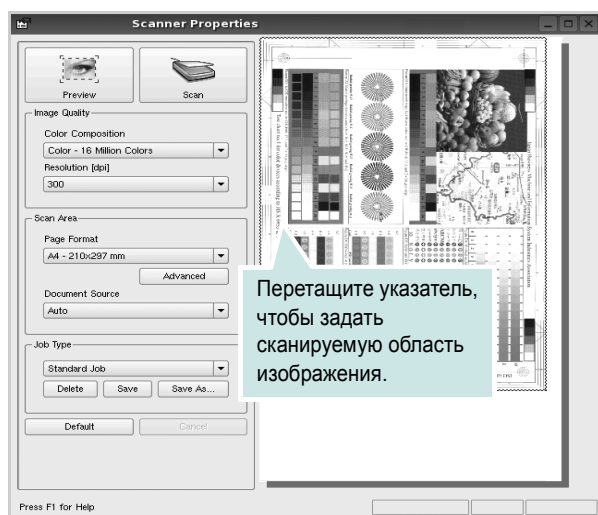 Scanner Properties
Preview
Scan
Image Quality
Color Composition
Color - 16 Million Colors
Resolution [dpi]
300
Scan Area
Page Format
A4 - 210x297 mm
Advanced
Document Source
Auto
Job Type
Standard Job
Delete
Save
Save As...
Default
Cancel
Press F1 for Help
Перетащите указатель,
чтобы задать
сканируемую область
изображения.